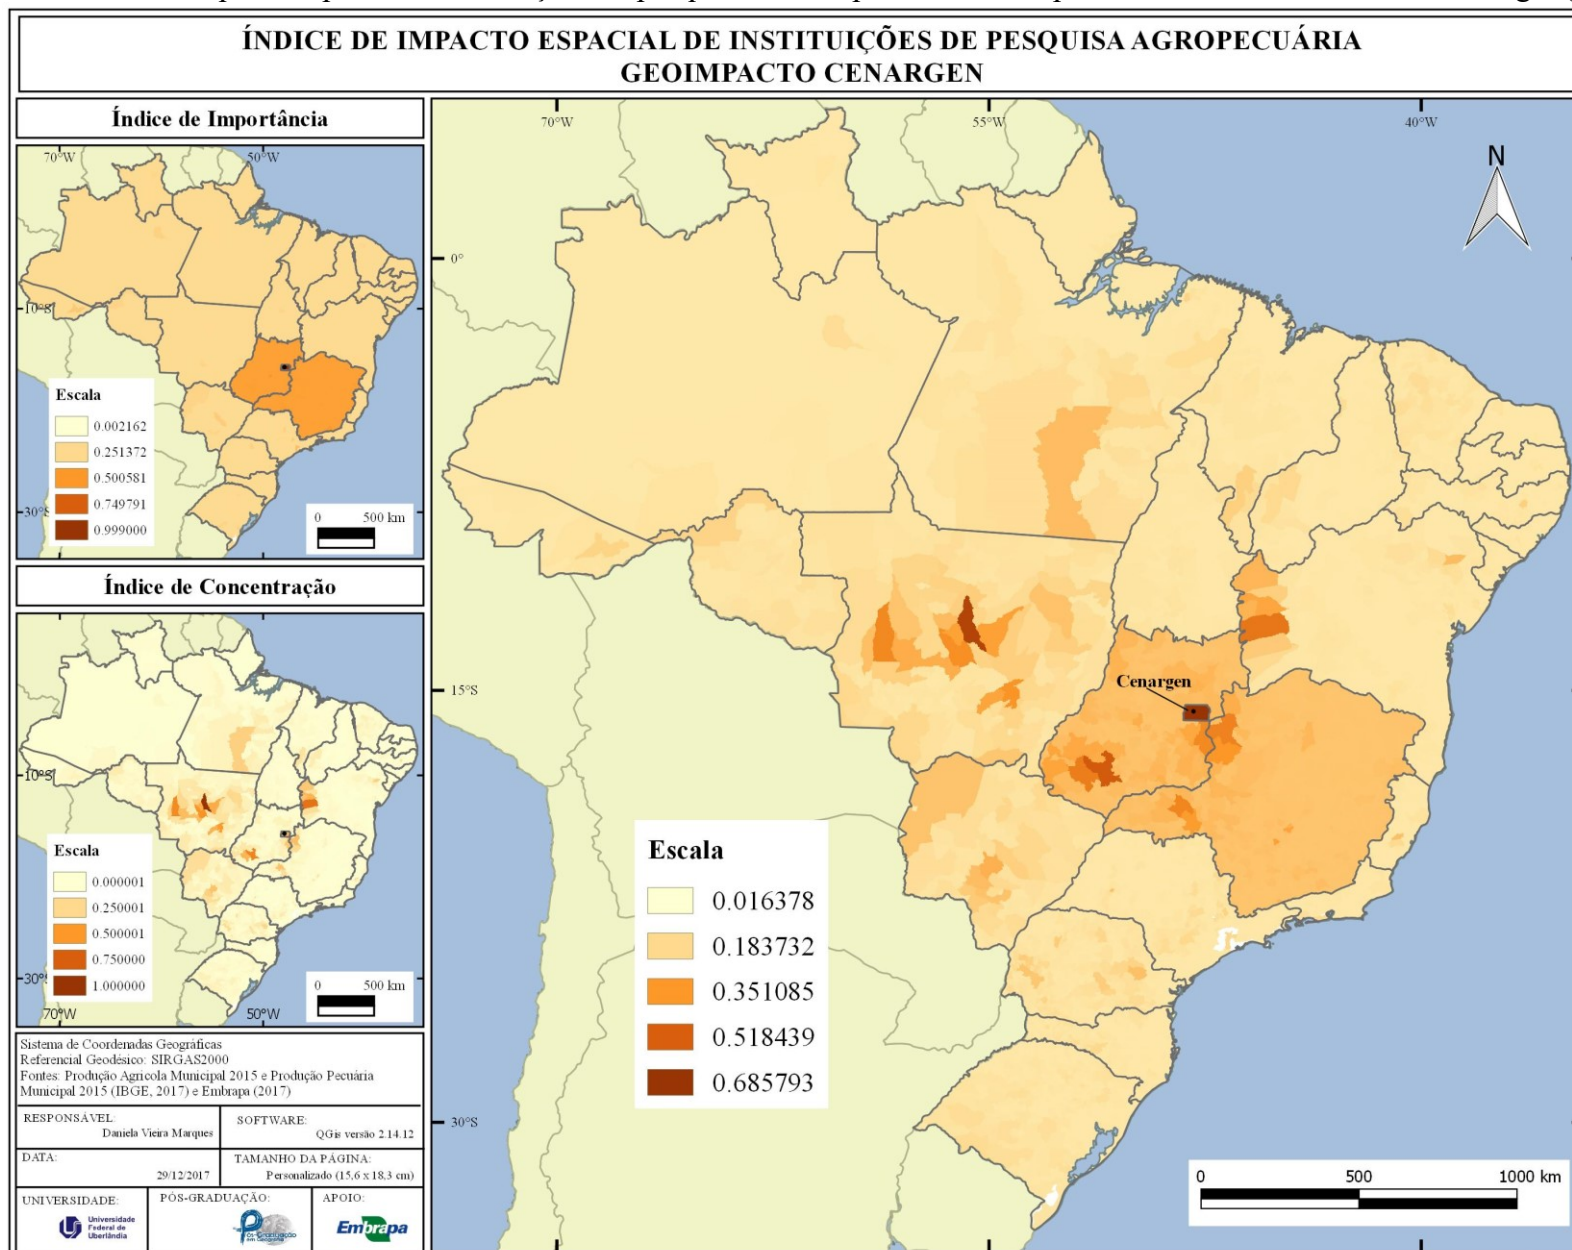 ÍNDICE DE IMPACTO ESPACIAL DE INSTITUIÇÕES DE PESQUISA AGROPECUÁRIA
GEOIMPACTO CENARGEN
Índice de Importância
70°W 50°W
10°S
30°S
Escala
0.002162
0.251372
0.500581
0.749791
0.999000
0 500 km
Índice de Concentração
10°S
30°S
70°W 50°W
Escala
0.000001
0.250001
0.500001
0.750000
1.000000
0 500 km
Sistema de Coordenadas Geográficas
Referencial Geodésico: SIRGAS2000
Fontes: Produção Agricola Municipal 2015 e Produção Pecuária
Municipal 2015 (IBGE, 2017) e Embrapa (2017)
RESPONSÁVEL:
Daniela Vieira Marques
SOFTWARE:
QGis versão 2.14.12
DATA:
29/12/2017
TAMANHO DA PÁGINA:
Personalizado (15,6 x 18,3 cm)
UNIVERSIDADE:
Universidade
Federal de
Uberlândia
PÓS-GRADUAÇÃO:
Pós-Graduação
em Geografia
APOIO:
Embrapa
70°W 55°W 40°W
N
0°
15°S
30°S
Cenargen
Escala
0.016378
0.183732
0.351085
0.518439
0.685793
0 500 1000 km